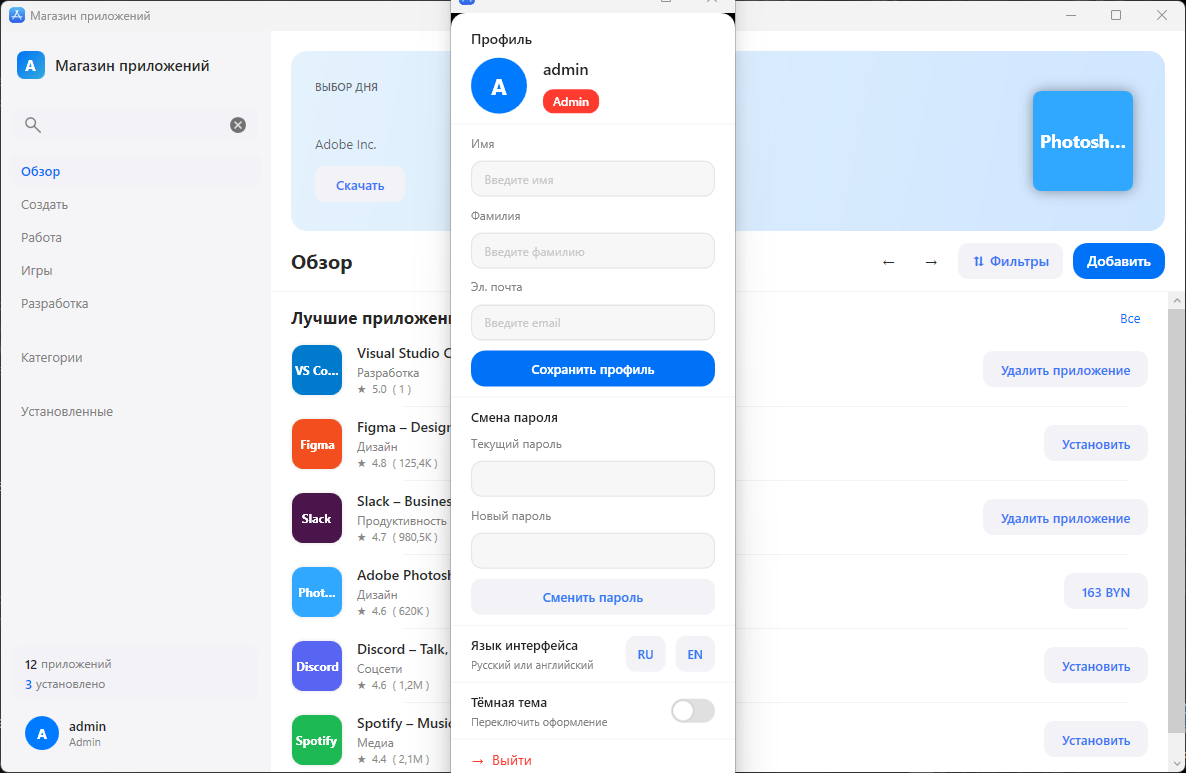 Магазин приложений
A Магазин приложений
Обзор
Создать
Работа
Игры
Разработка
Категории
Установленные
12 приложений
3 установлено
A
admin
Admin
ВЫБОР ДНЯ
Adobe Inc.
Скачать
Photosh...
Обзор
← → ⇅ Фильтры Добавить
Лучшие приложен
Все
VS Co...
Visual Studio C
Разработка
★ 5.0 ( 1 )
Удалить приложение
Figma
Figma – Design
Дизайн
★ 4.8 ( 125,4K )
Установить
Slack
Slack – Busines
Продуктивность
★ 4.7 ( 980,5K )
Удалить приложение
Phot...
Adobe Photosh
Дизайн
★ 4.6 ( 620K )
163 BYN
Discord
Discord – Talk,
Соцсети
★ 4.6 ( 1,2M )
Установить
Spotify
Spotify – Music
Медиа
★ 4.4 ( 2,1M )
Установить
Профиль
A
admin
Admin
Имя
Введите имя
Фамилия
Введите фамилию
Эл. почта
Введите email
Сохранить профиль
Смена пароля
Текущий пароль
Новый пароль
Сменить пароль
Язык интерфейса
Русский или английский
RU EN
Тёмная тема
Переключить оформление
→ Выйти